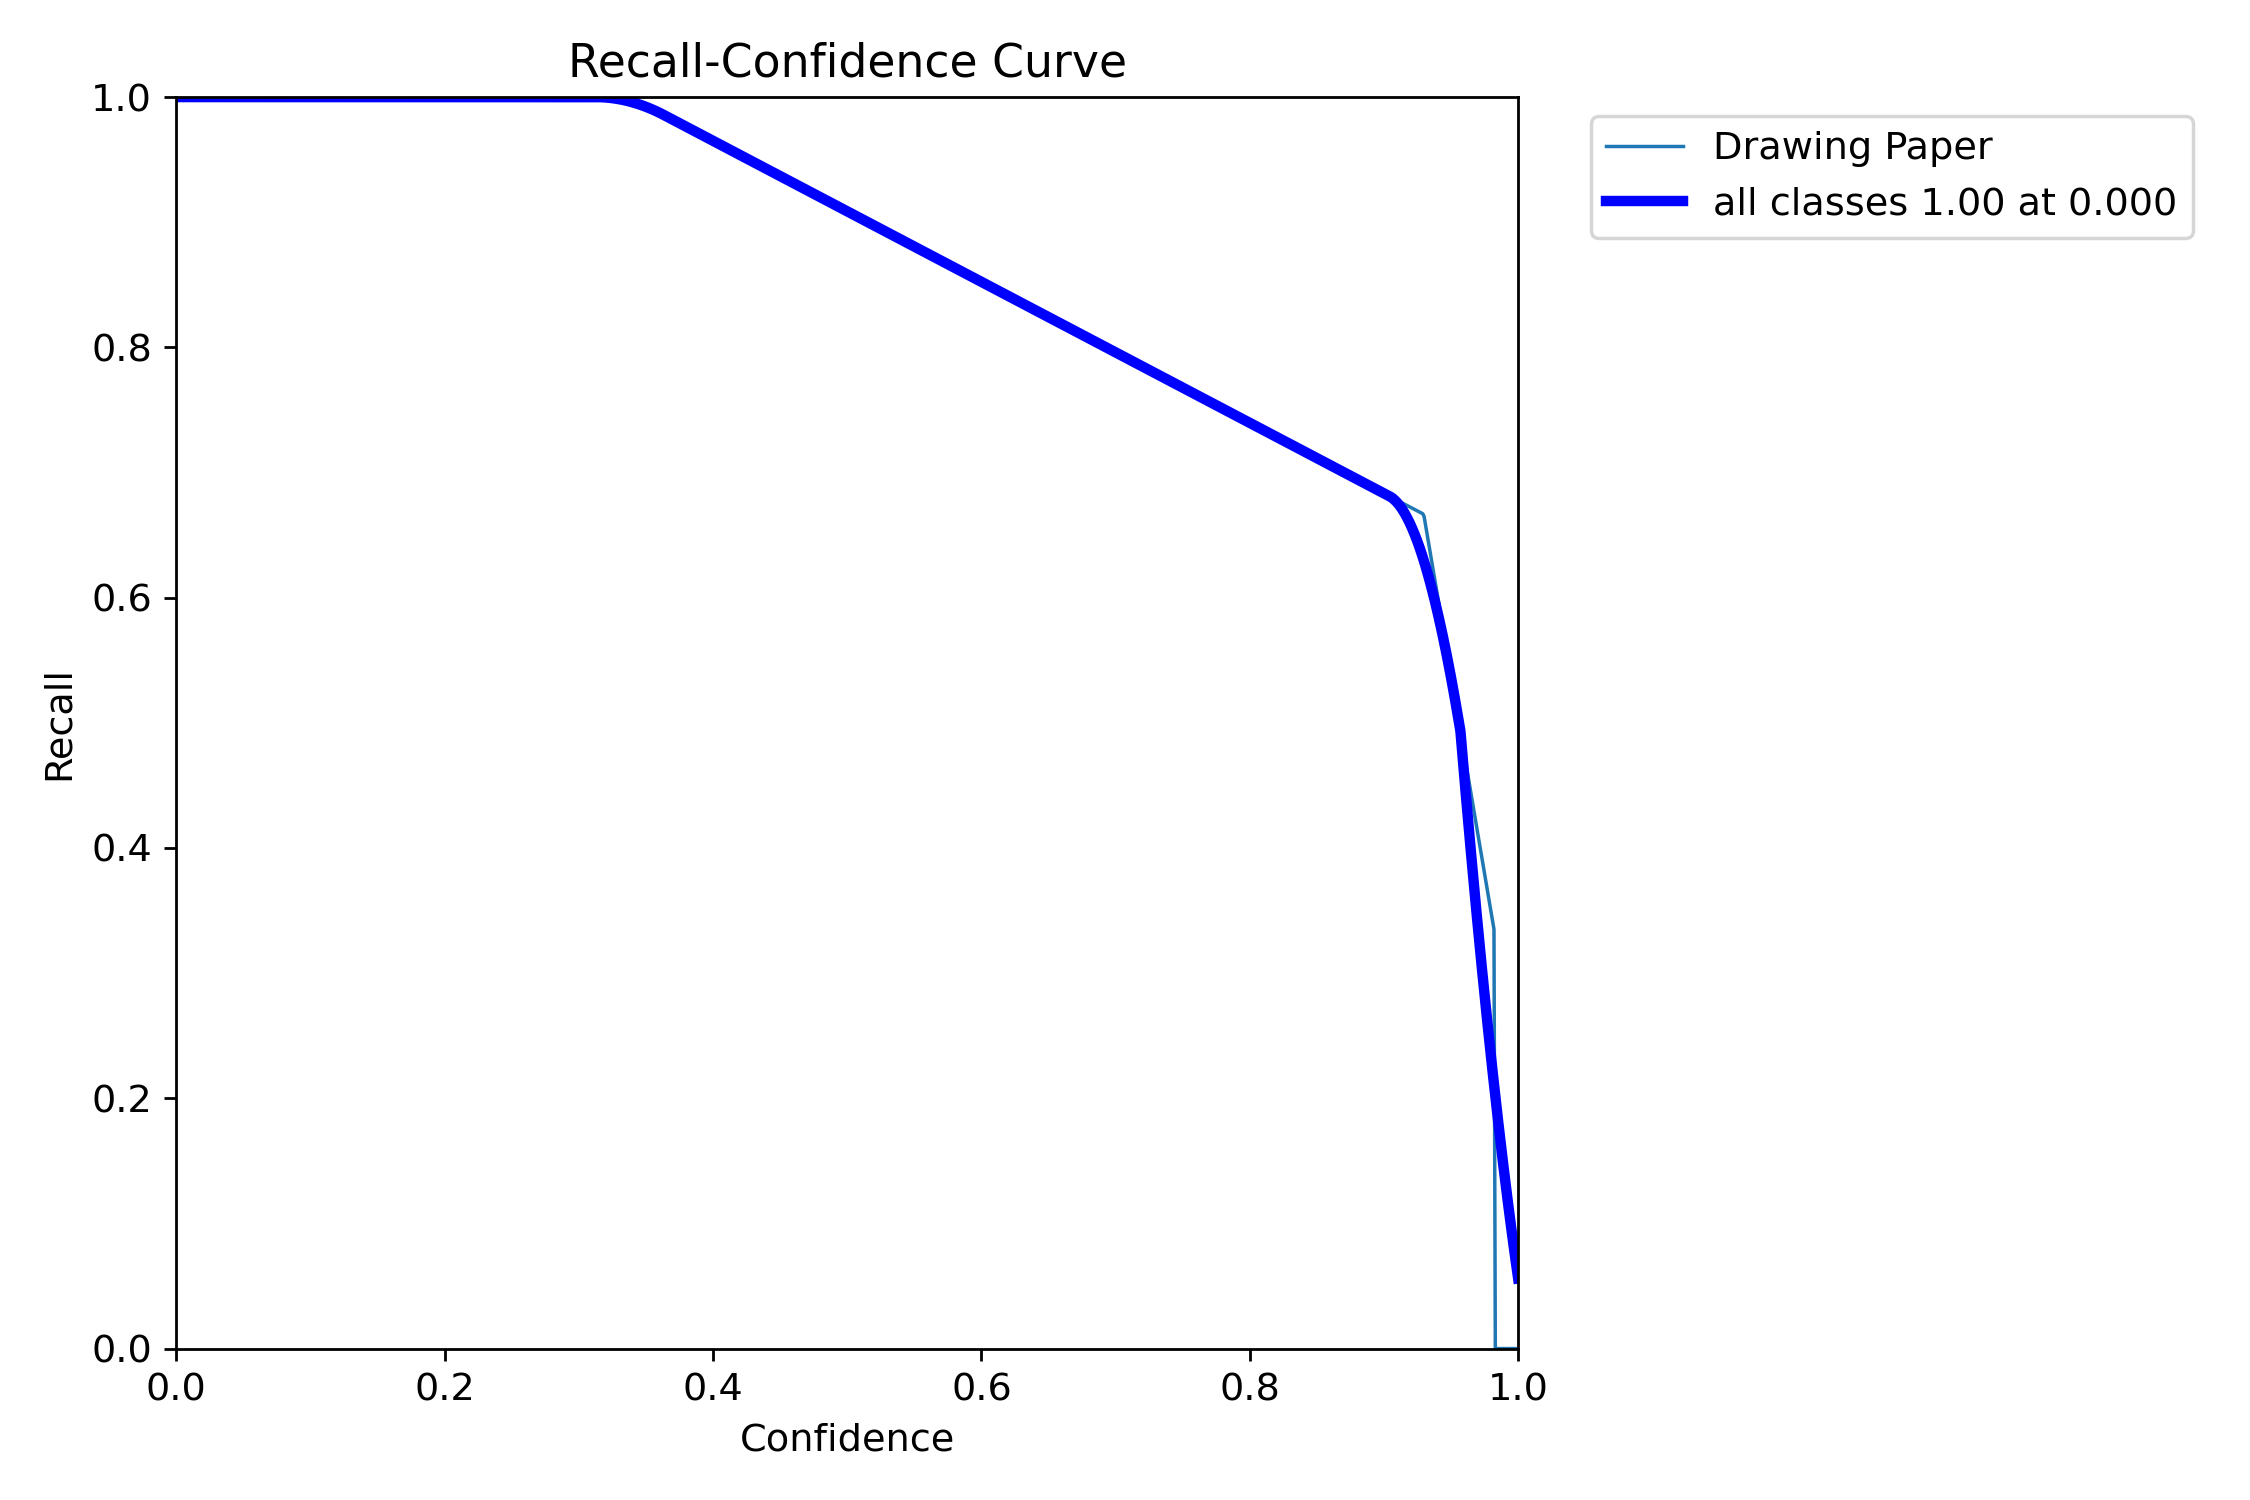 Recall-Confidence Curve
Drawing Paper
all classes 1.00 at 0.000
Recall
1.0
0.8
0.6
0.4
0.2
0.0
0.0 0.2 0.4 0.6 0.8 1.0
Confidence